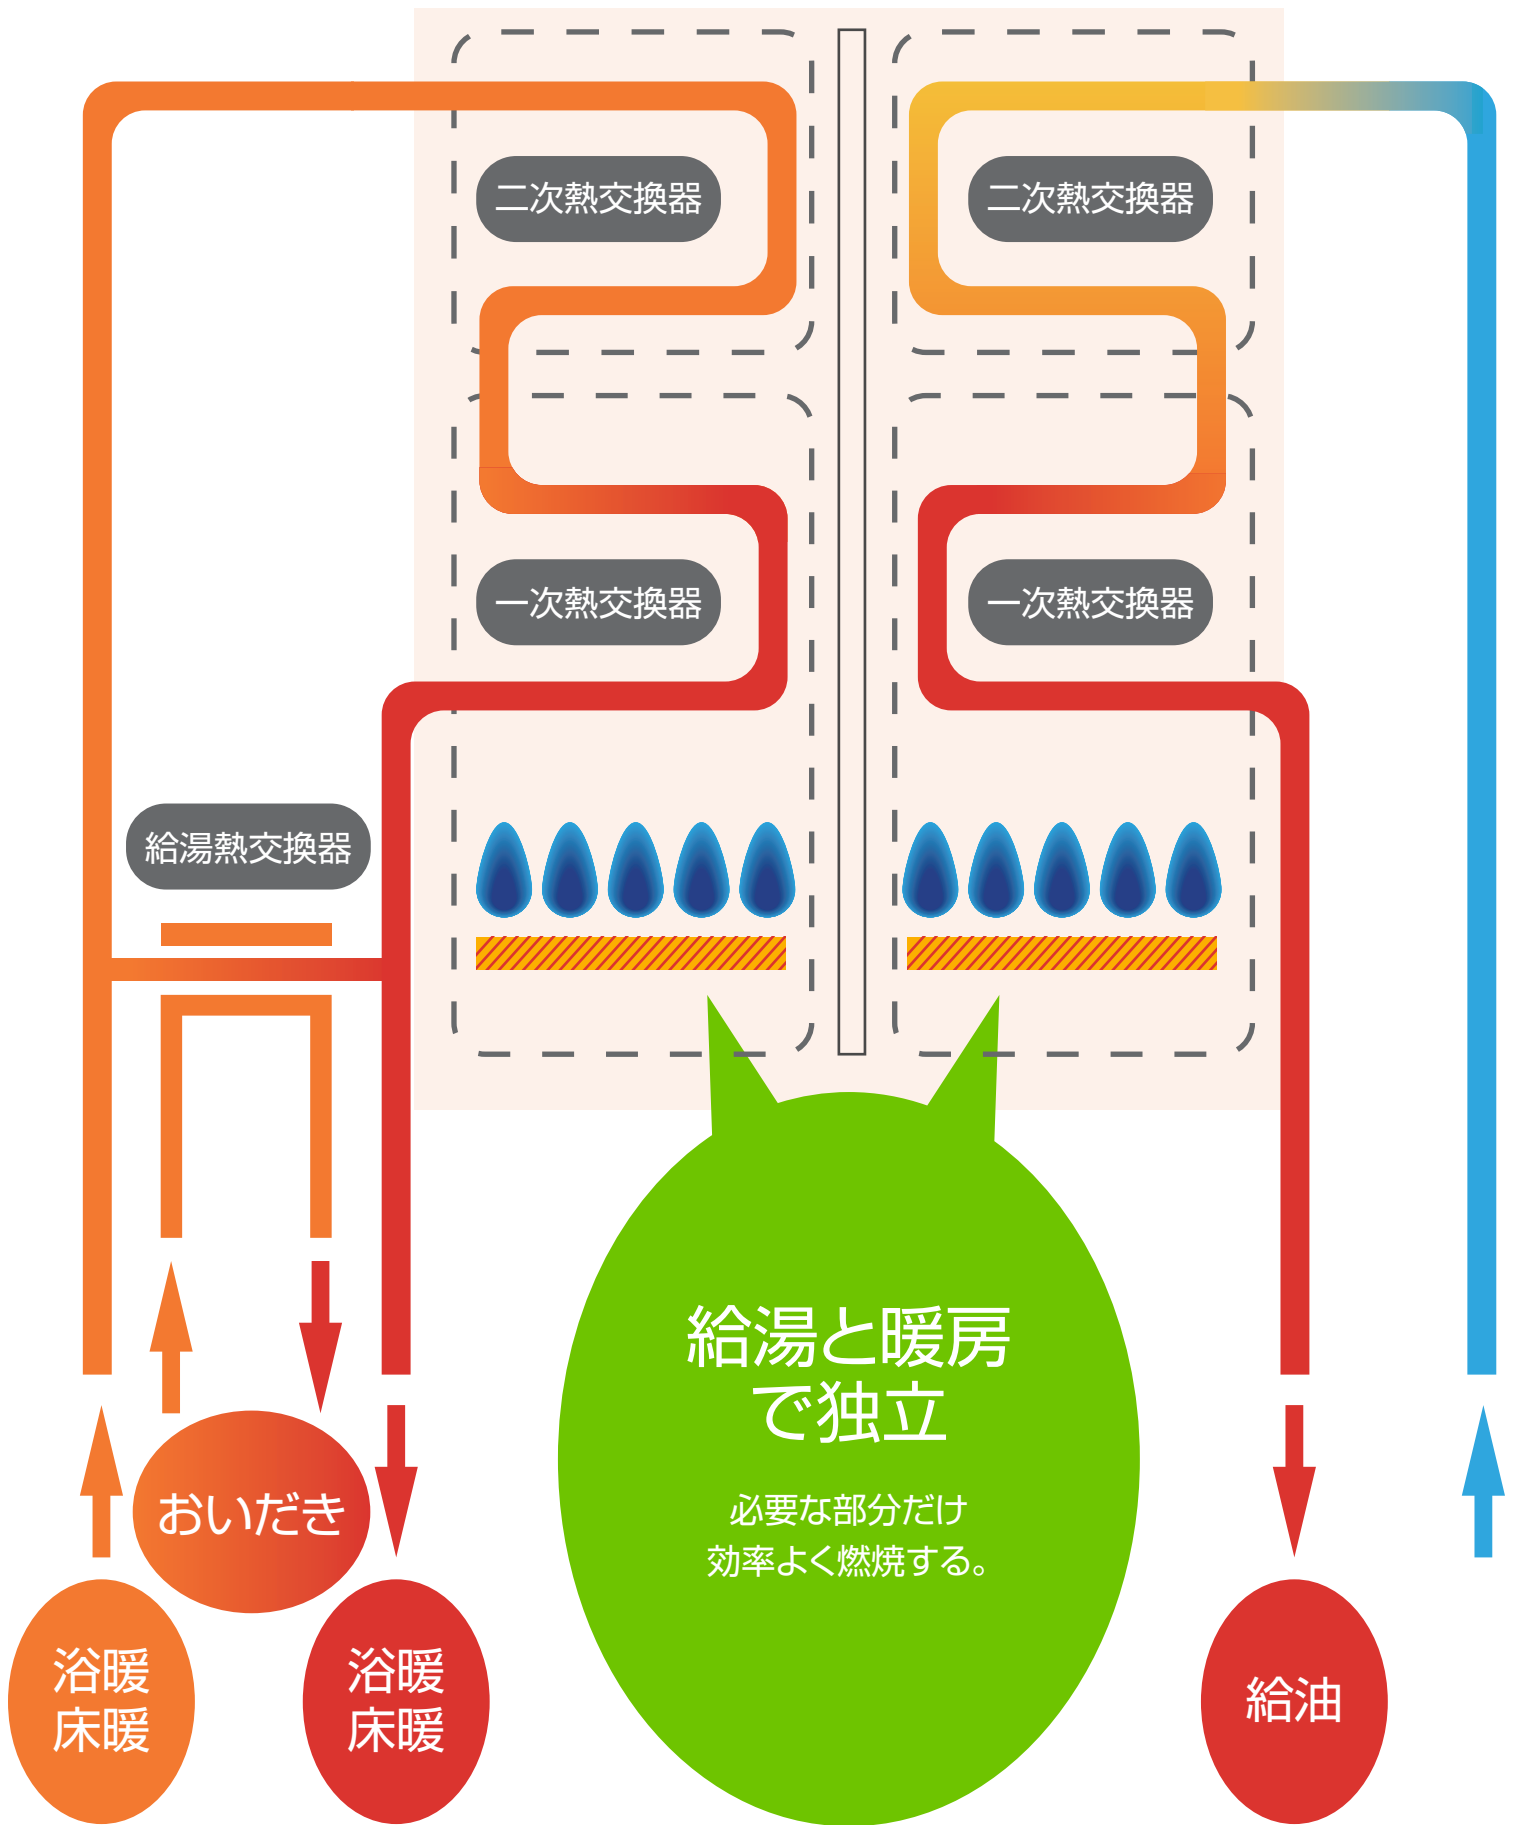 二次熱交換器
二次熱交換器
一次熱交換器
一次熱交換器
給湯熱交換器
給湯と暖房
で独立
必要な部分だけ
効率よく燃焼する。
おいだき
浴暖
床暖
浴暖
床暖
給油